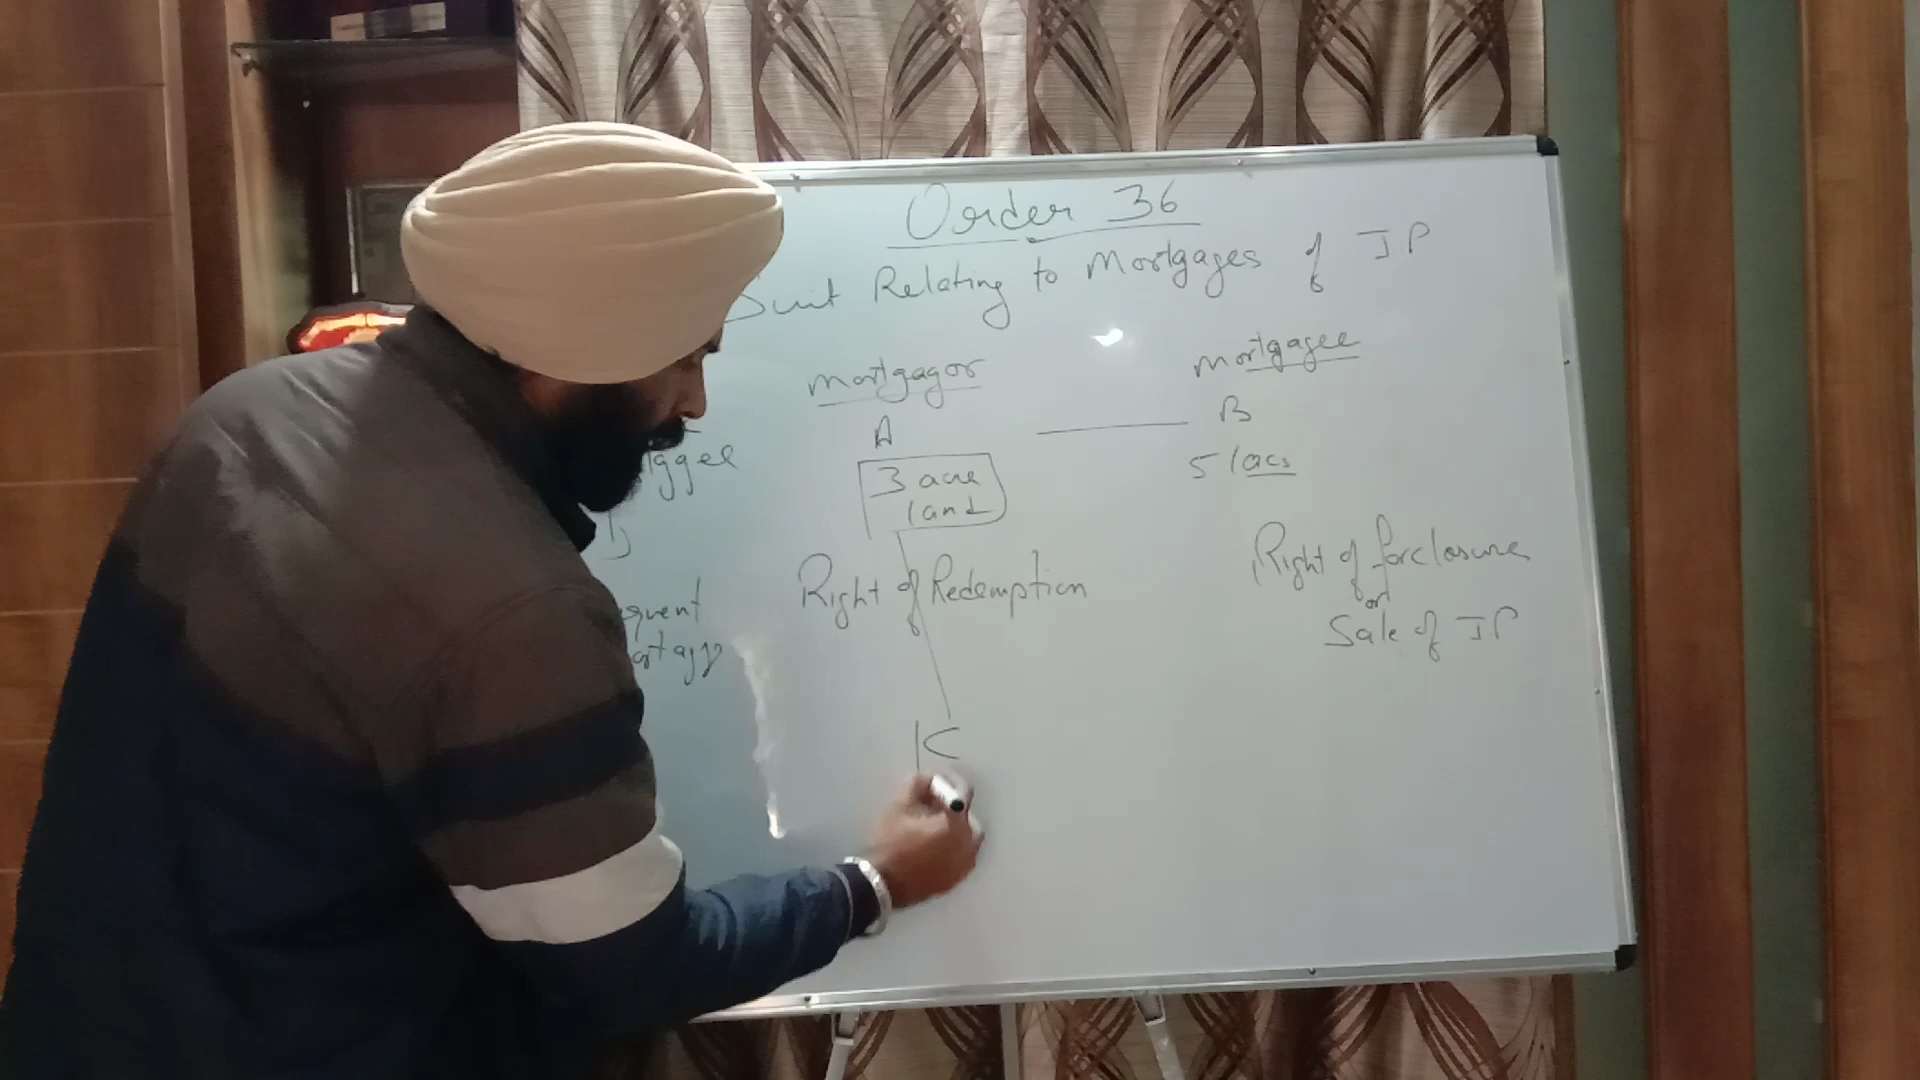 Order 36
Suit Relating to Mortgages of IP
Mortgagor
Mortgagee
A
B
3 acre
land
5 lacs
Right of Redemption
Right of forclosure
or
Sale of IP
K